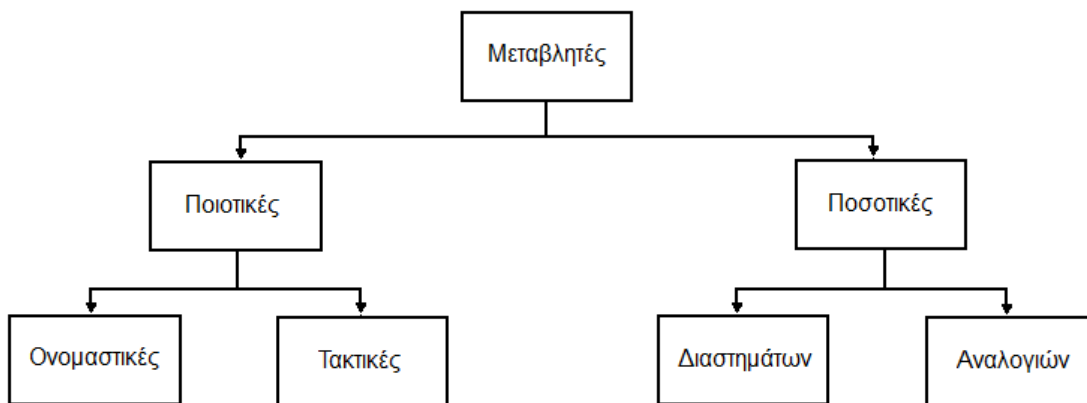 Μεταβλητές
Ποιοτικές
Ποσοτικές
Ονομαστικές
Τακτικές
Διαστημάτων
Αναλογιών